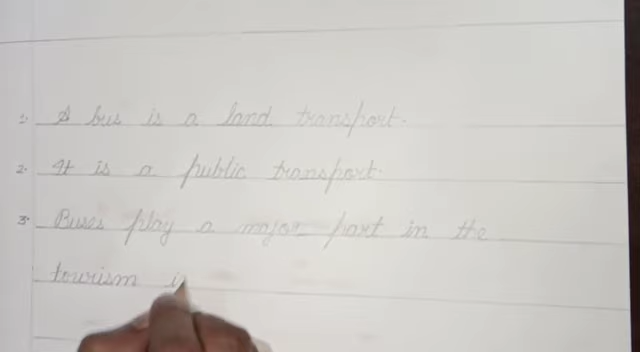 1. A bus is a land transport.
2. It is a public transport.
3. Buses play a major part in the
tourism i